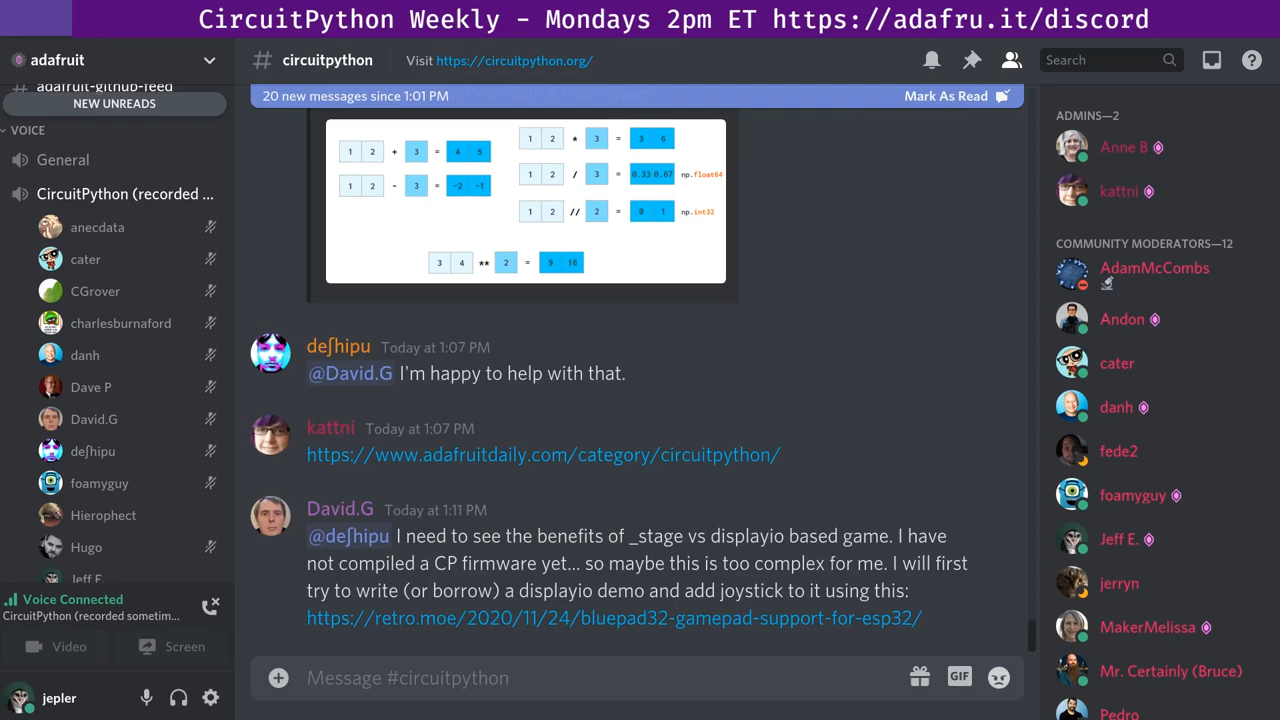 CircuitPython Weekly - Mondays 2pm ET https://adafru.it/discord
adafruit
adafruit-github-feed
NEW UNREADS
VOICE
General
CircuitPython (recorded ...
anecdata
cater
CGrover
charlesburnaford
danh
Dave P
David.G
deʃhipu
foamyguy
Hierophect
Hugo
Jeff E.
Voice Connected
CircuitPython (recorded sometim...
Video
Screen
jepler
# circuitpython
Visit https://circuitpython.org/
Search
20 new messages since 1:01 PM
Mark As Read
1 2 + 3 = 4 5
1 2 - 3 = -2 -1
1 2 * 3 = 3 6
1 2 / 3 = 0.33 0.67 np.float64
1 2 // 2 = 0 1 np.int32
3 4 ** 2 = 9 16
deʃhipu Today at 1:07 PM
@David.G I'm happy to help with that.
kattni Today at 1:07 PM
https://www.adafruitdaily.com/category/circuitpython/
David.G Today at 1:11 PM
@deʃhipu I need to see the benefits of _stage vs displayio based game. I have
not compiled a CP firmware yet... so maybe this is too complex for me. I will first
try to write (or borrow) a displayio demo and add joystick to it using this:
https://retro.moe/2020/11/24/bluepad32-gamepad-support-for-esp32/
Message #circuitpython
GIF
ADMINS—2
Anne B
kattni
COMMUNITY MODERATORS—12
AdamMcCombs
Andon
cater
danh
fede2
foamyguy
Jeff E.
jerryn
MakerMelissa
Mr. Certainly (Bruce)
Pedro